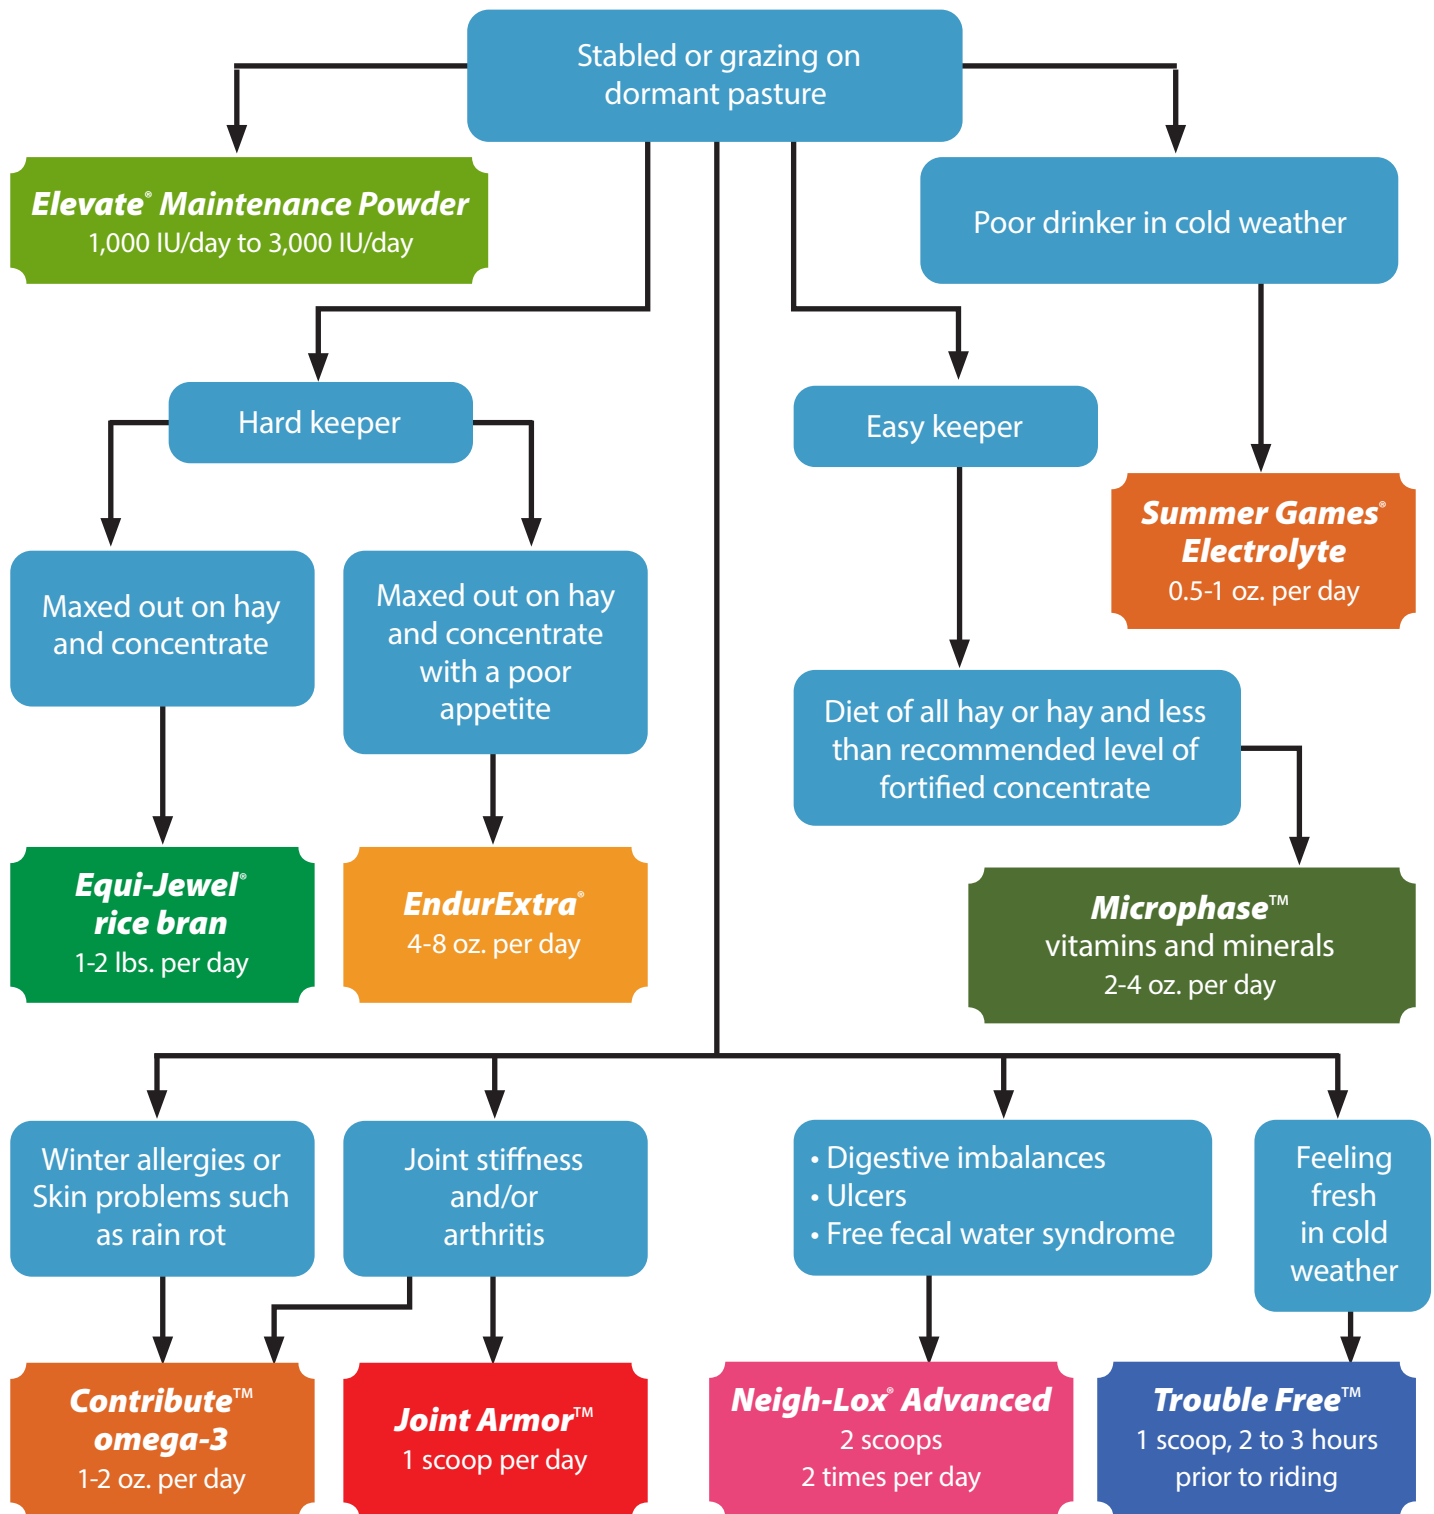 Stabled or grazing on
dormant pasture
Elevate® Maintenance Powder
1,000 IU/day to 3,000 IU/day
Poor drinker in cold weather
Hard keeper
Easy keeper
Summer Games®
Electrolyte
0.5-1 oz. per day
Maxed out on hay
and concentrate
Maxed out on hay
and concentrate
with a poor
appetite
Diet of all hay or hay and less
than recommended level of
fortified concentrate
Equi-Jewel®
rice bran
1-2 lbs. per day
EndurExtra®
4-8 oz. per day
Microphase™
vitamins and minerals
2-4 oz. per day
Winter allergies or
Skin problems such
as rain rot
Joint stiffness
and/or
arthritis
• Digestive imbalances
• Ulcers
• Free fecal water syndrome
Feeling
fresh
in cold
weather
Contribute™
omega-3
1-2 oz. per day
Joint Armor™
1 scoop per day
Neigh-Lox® Advanced
2 scoops
2 times per day
Trouble Free™
1 scoop, 2 to 3 hours
prior to riding